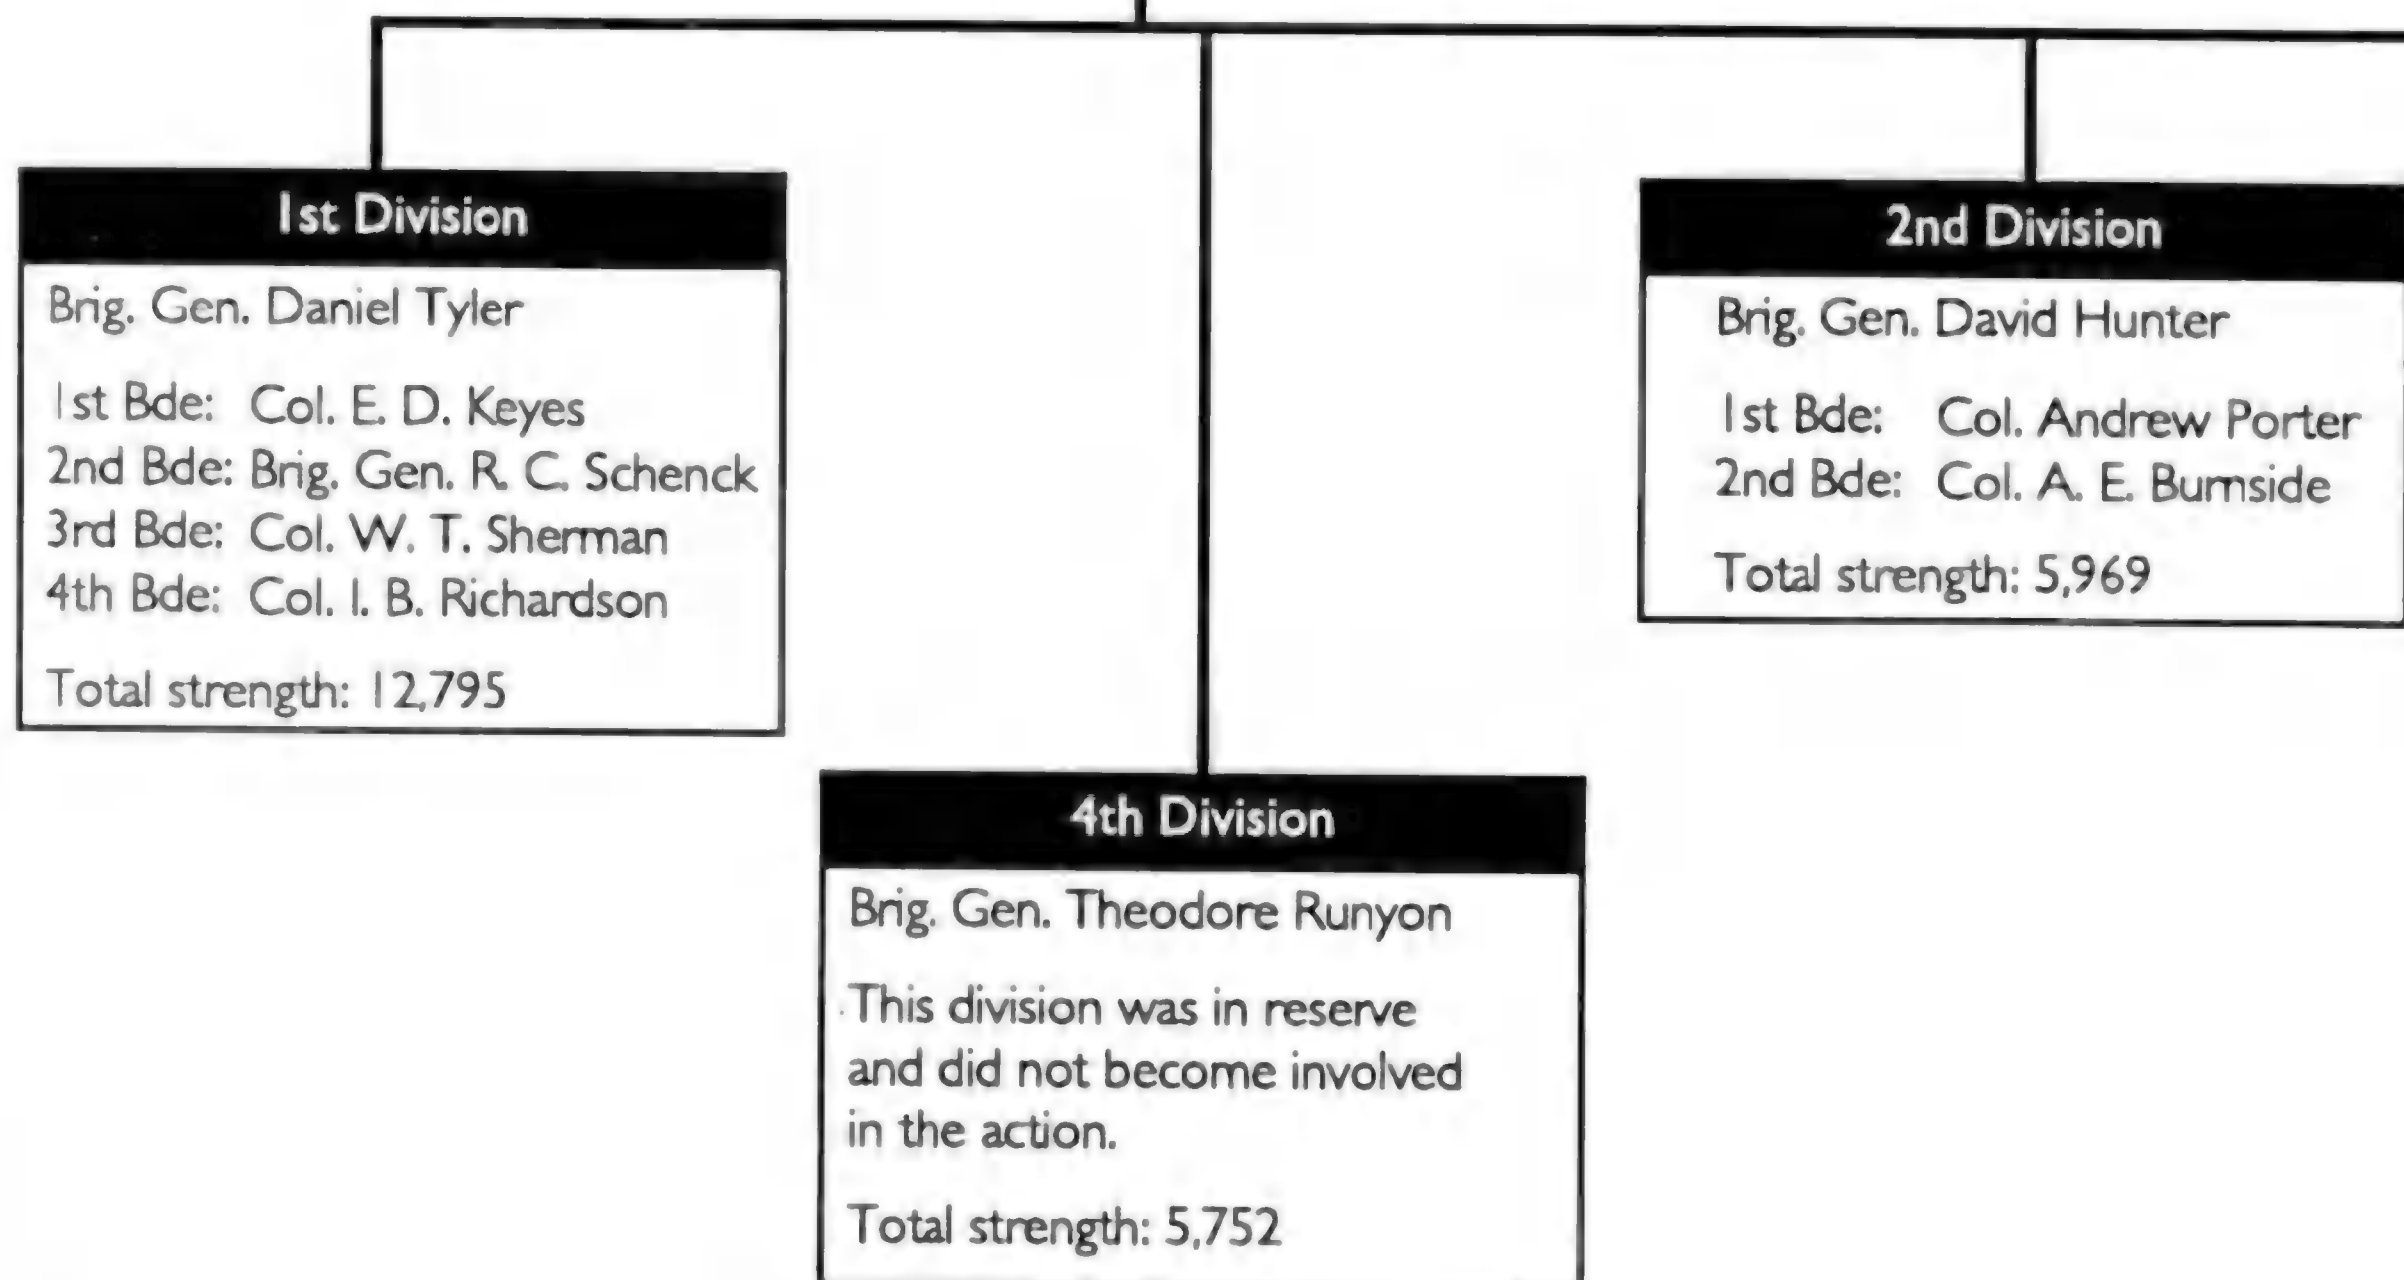 1st Division
Brig. Gen. Daniel Tyler
1st Bde: Col. E. D. Keyes
2nd Bde: Brig. Gen. R. C. Schenck
3rd Bde: Col. W. T. Sherman
4th Bde: Col. I. B. Richardson
Total strength: 12,795
2nd Division
Brig. Gen. David Hunter
1st Bde: Col. Andrew Porter
2nd Bde: Col. A. E. Burnside
Total strength: 5,969
4th Division
Brig. Gen. Theodore Runyon
This division was in reserve
and did not become involved
in the action.
Total strength: 5,752